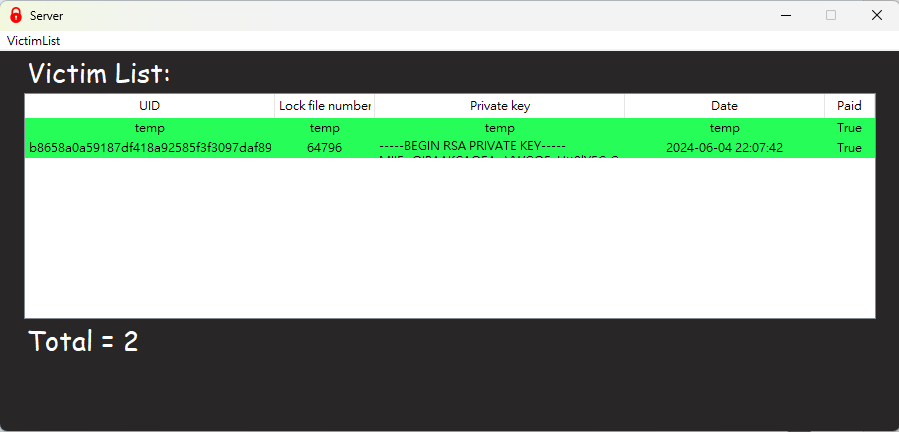 Server
VictimList
Victim List:
UID Lock file number Private key Date Paid
temp temp temp temp True
b8658a0a59187df418a92585f3f3097daf89 64796 -----BEGIN RSA PRIVATE KEY----- 2024-06-04 22:07:42 True
Total = 2